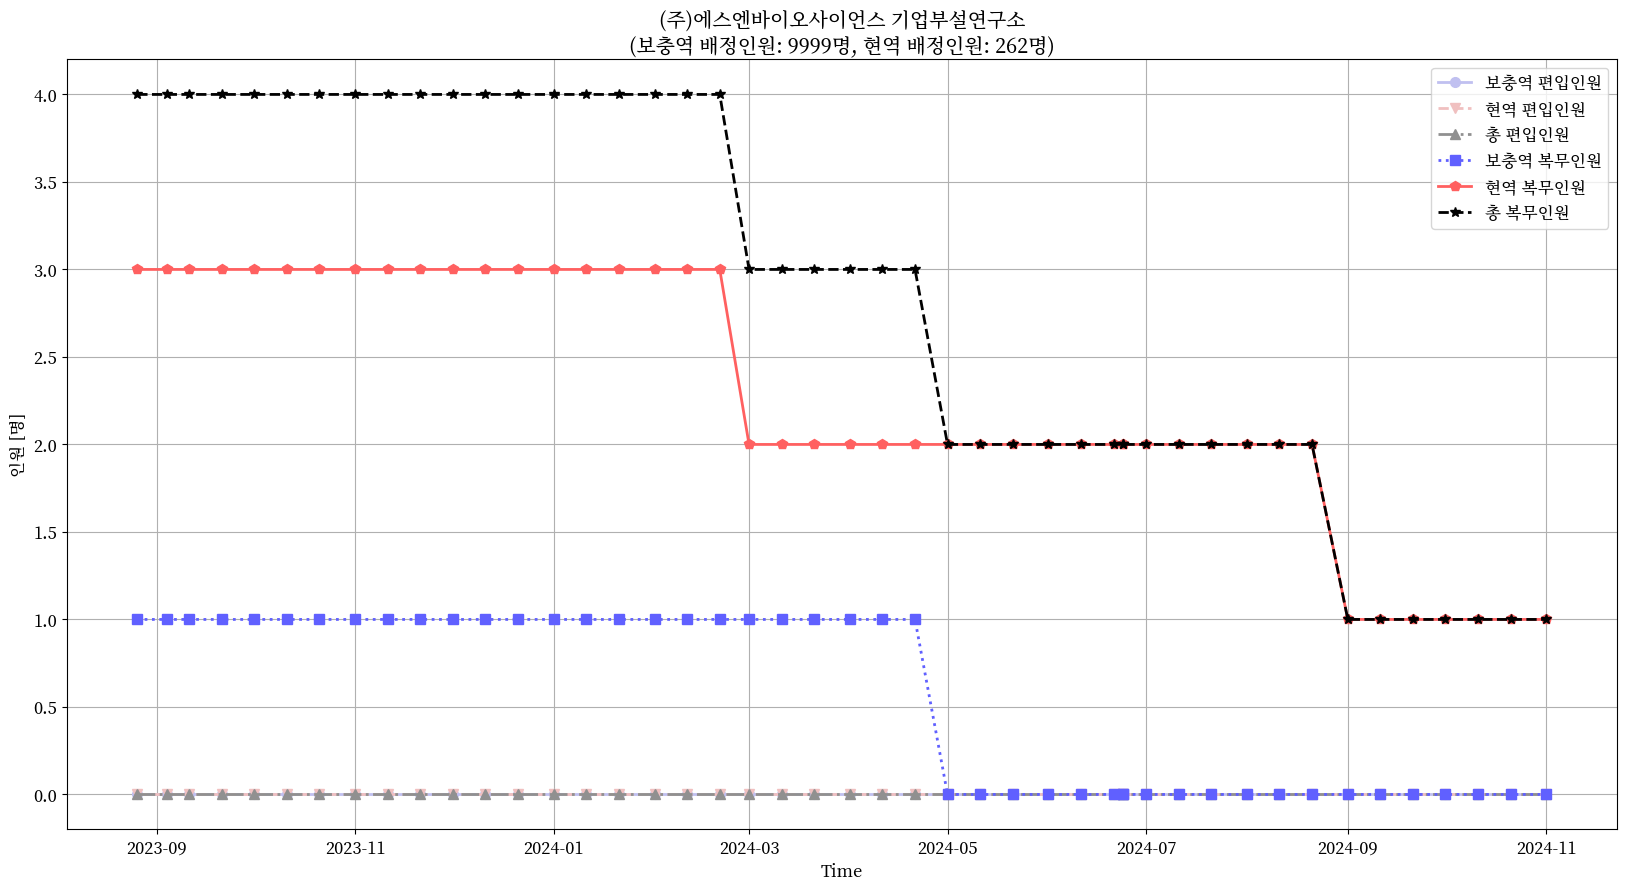 (주)에스엔바이오사이언스 기업부설연구소
(보충역 배정인원: 9999명, 현역 배정인원: 262명)
보충역 편입인원
현역 편입인원
총 편입인원
보충역 복무인원
현역 복무인원
총 복무인원
인원 [명]
4.0
3.5
3.0
2.5
2.0
1.5
1.0
0.5
0.0
2023-09
2023-11
2024-01
2024-03
2024-05
2024-07
2024-09
2024-11
Time